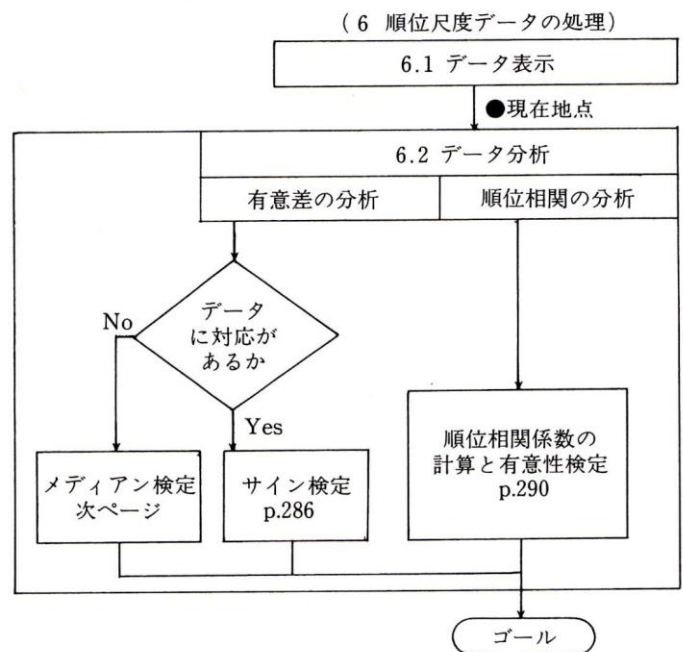 (6 順位尺度データの処理)
6.1 データ表示
●現在地点
6.2 データ分析
有意差の分析
順位相関の分析
データ
に対応が
あるか
No
Yes
メディアン検定
次ページ
サイン検定
p.286
順位相関係数の
計算と有意性検定
p.290
ゴール